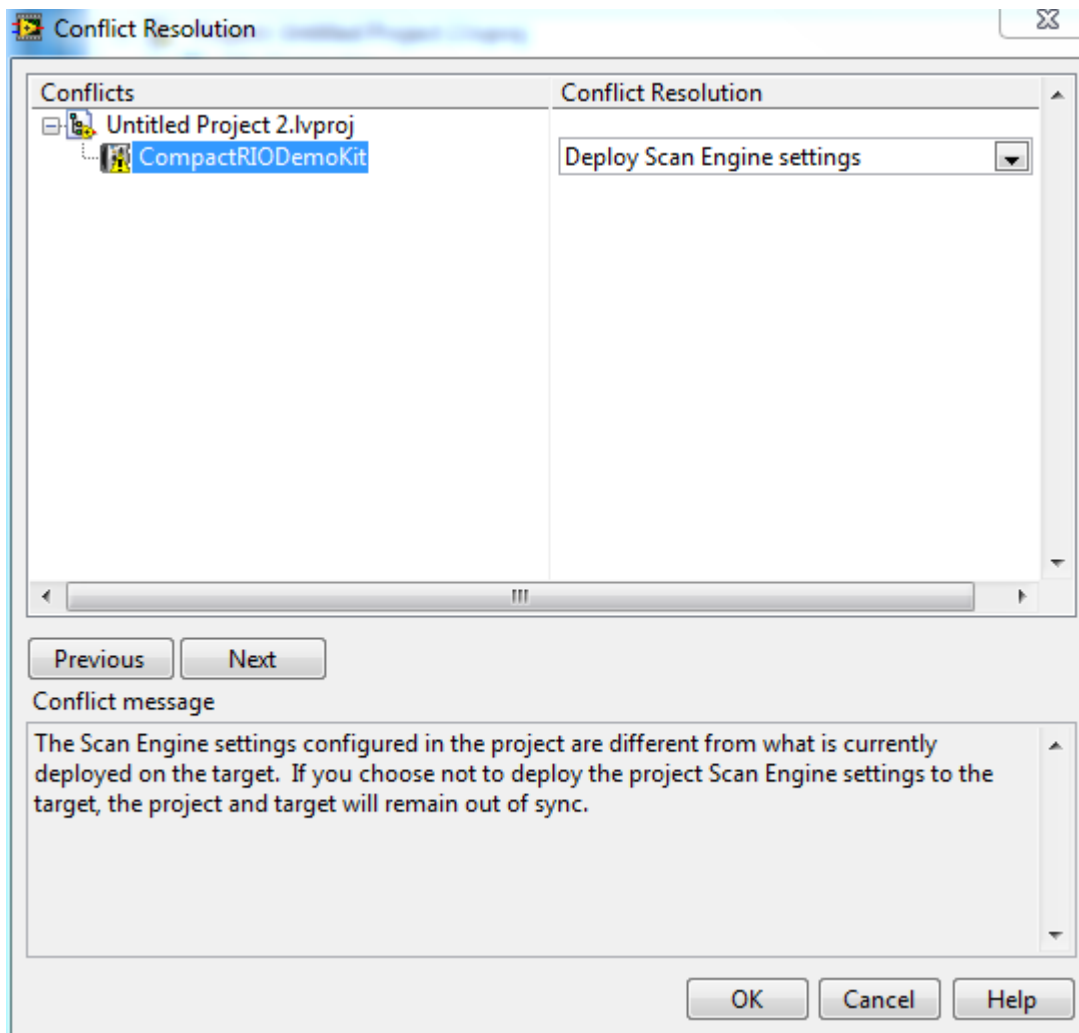 Conflict Resolution
Conflicts Conflict Resolution
Untitled Project 2.lvproj
CompactRIODemoKit Deploy Scan Engine settings
Previous Next
Conflict message
The Scan Engine settings configured in the project are different from what is currently
deployed on the target.  If you choose not to deploy the project Scan Engine settings to the
target, the project and target will remain out of sync.
OK Cancel Help